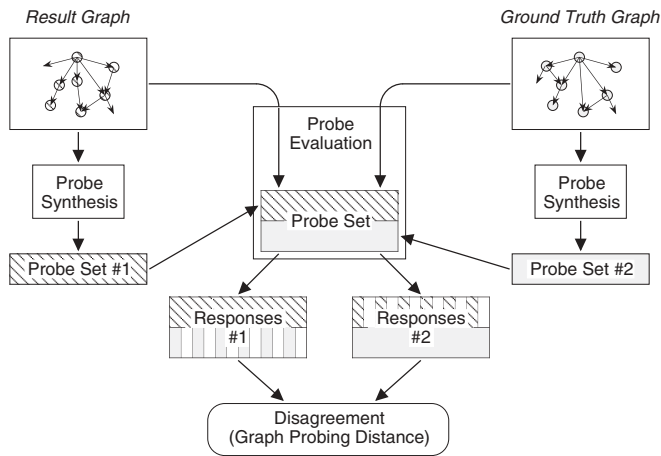 Result Graph
Ground Truth Graph
Probe
Evaluation
Probe
Synthesis
Probe
Synthesis
Probe Set
Probe Set #1
Probe Set #2
Responses
#1
Responses
#2
Disagreement
(Graph Probing Distance)